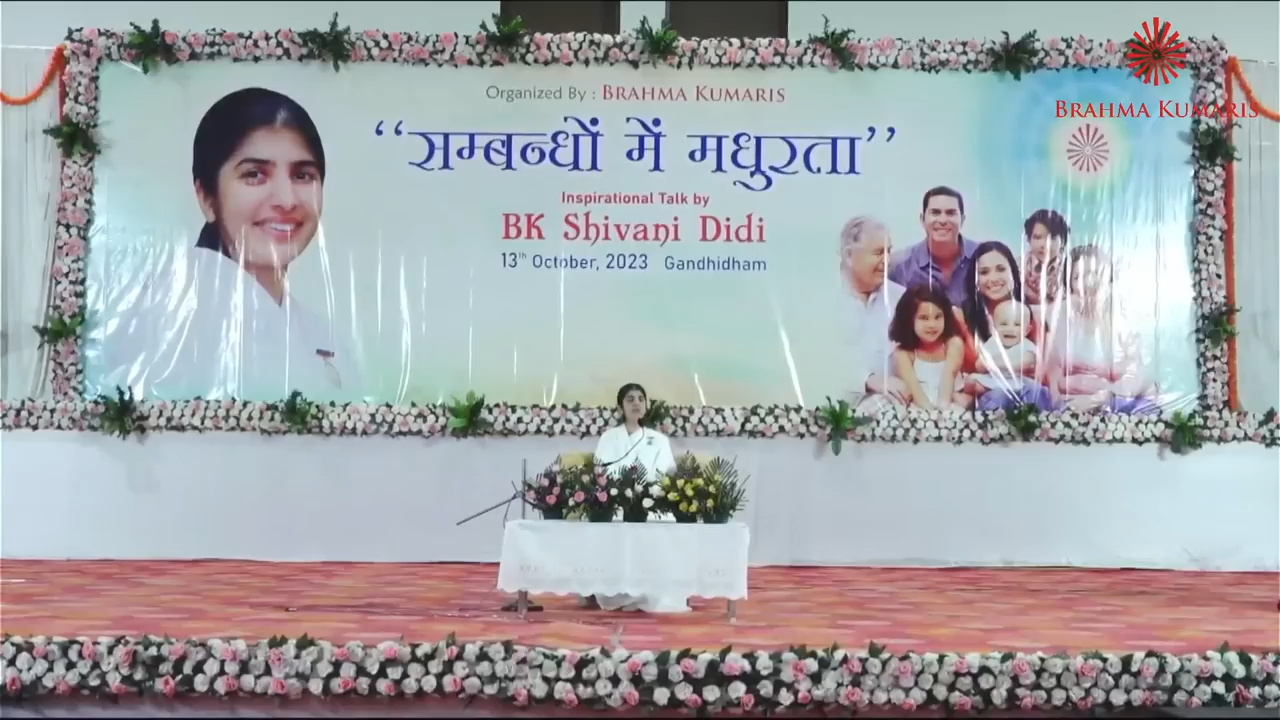 Organized By : BRAHMA KUMARIS
“सम्बन्धों में मधुरता”
Inspirational Talk by
BK Shivani Didi
13th October, 2023 Gandhidham
BRAHMA KUMARIS